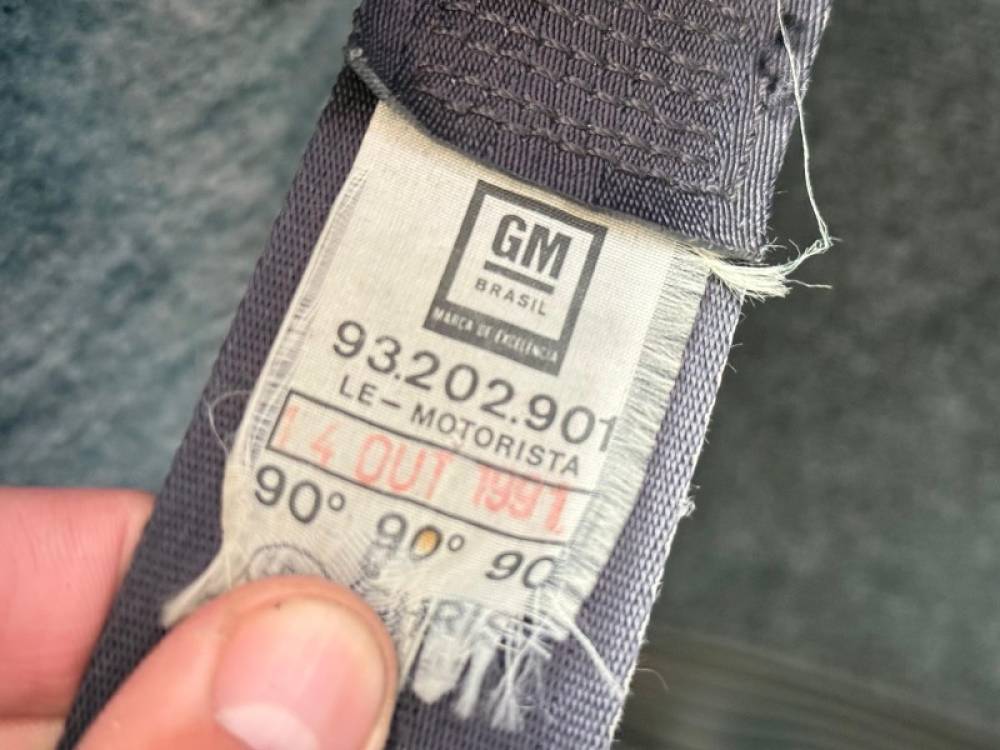 GM
BRASIL
MARCA DE EXCELÊNCIA
93.202.901
LE- MOTORISTA
14 OUT 1991
90° 90° 90